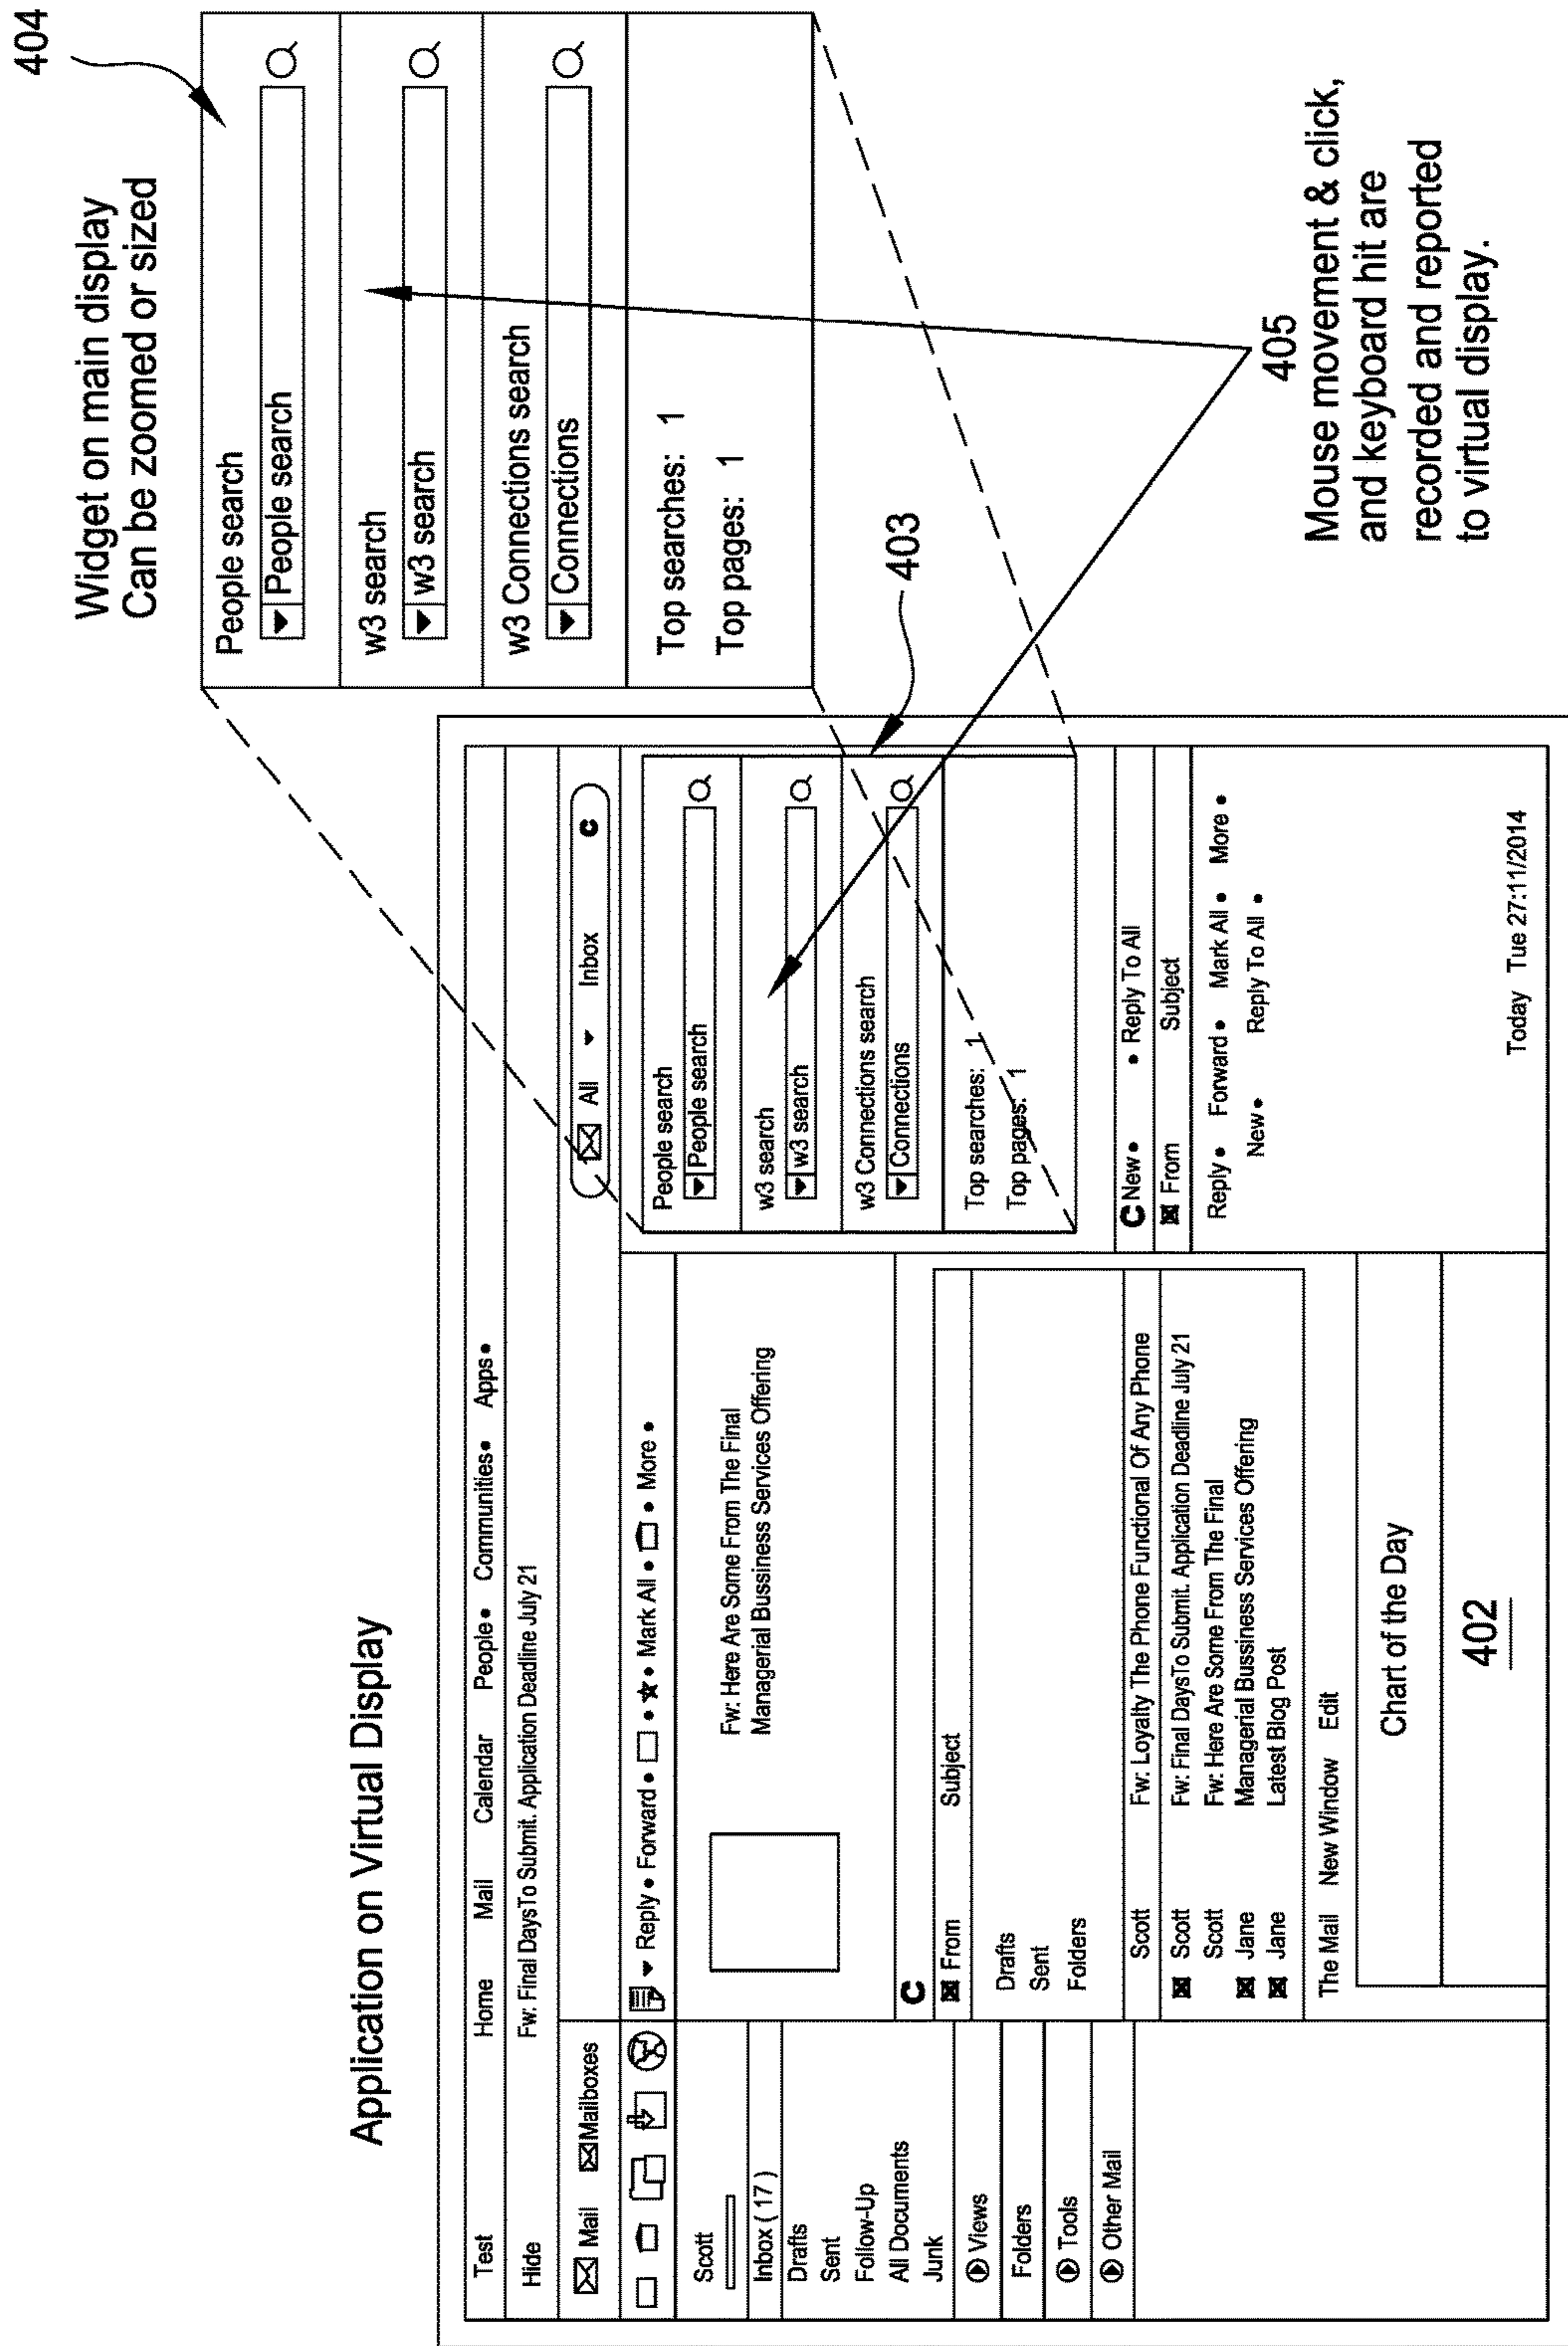 Application on Virtual Display
Widget on main display
Can be zoomed or sized
404
People search
People search
w3 search
w3 search
w3 Connections search
Connections
Top searches: 1
Top pages: 1
403
405
Mouse movement & click,
and keyboard hit are
recorded and reported
to virtual display.
Test Home Mail Calendar People • Communities • Apps •
Hide Fw: Final DaysTo Submit. Application Deadline July 21
Mail Mailboxes
All Inbox C
Reply • Forward • • • Mark All • • More •
Scott
Inbox ( 17 )
Drafts
Sent
Follow-Up
All Documents
Junk
Views
Folders
Tools
Other Mail
Fw: Here Are Some From The Final
Managerial Bussiness Services Offering
C
From Subject
Drafts
Sent
Folders
Scott Fw: Loyalty The Phone Functional Of Any Phone
Scott Fw: Final DaysTo Submit. Application Deadline July 21
Scott Fw: Here Are Some From The Final
Jane Managerial Bussiness Services Offering
Jane Latest Blog Post
The Mail New Window Edit
Chart of the Day
402
People search
People search
w3 search
w3 search
w3 Connections search
Connections
Top searches: 1
Top pages: 1
C New • • Reply To All
From Subject
Reply • Forward • Mark All • More •
New • Reply To All •
Today Tue 27:11/2014